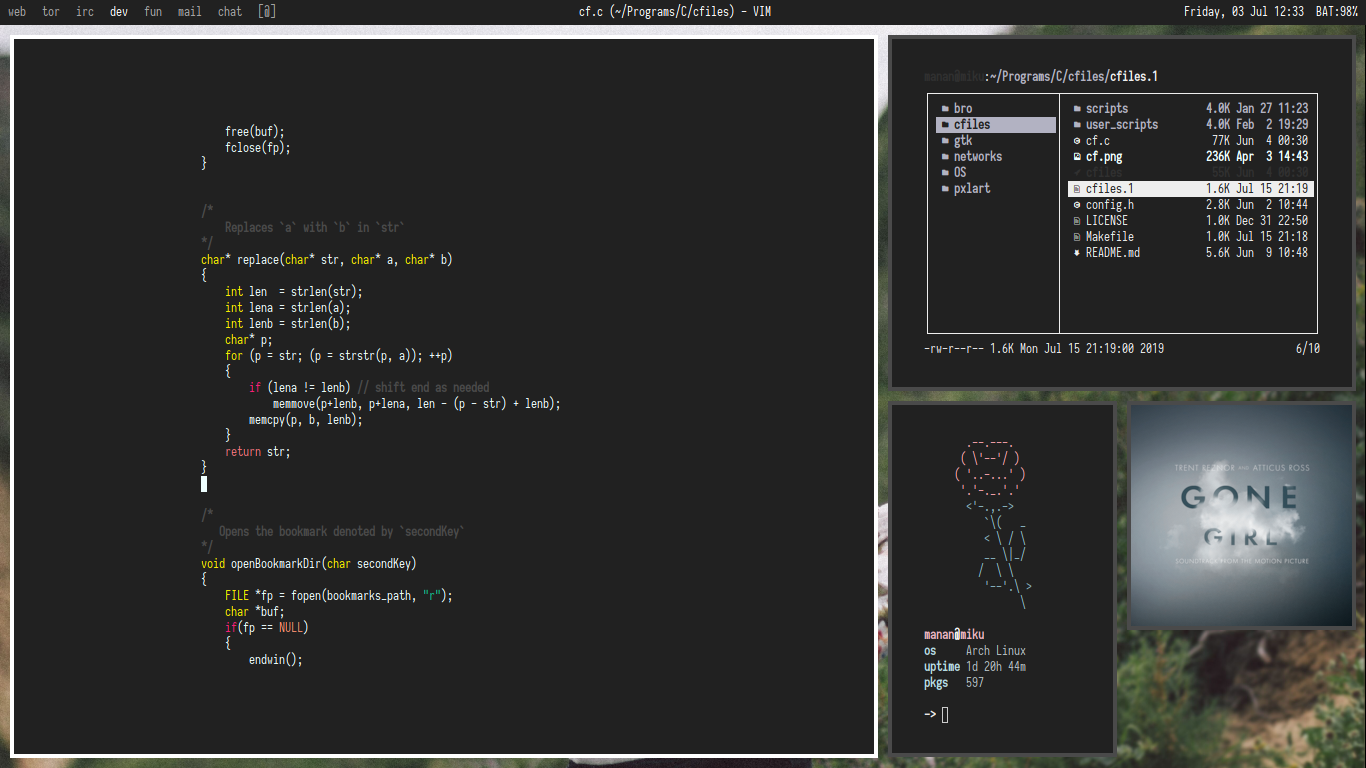 web tor irc dev fun mail chat [@] cf.c (~/Programs/C/cfiles) - VIM Friday, 03 Jul 12:33 BAT:98%
free(buf);
fclose(fp);
}
/*
Replaces `a` with `b` in `str`
*/
char* replace(char* str, char* a, char* b)
{
int len  = strlen(str);
int lena = strlen(a);
int lenb = strlen(b);
char* p;
for (p = str; (p = strstr(p, a)); ++p)
{
if (lena != lenb) // shift end as needed
memmove(p+lenb, p+lena, len - (p - str) + lenb);
memcpy(p, b, lenb);
}
return str;
}
/*
Opens the bookmark denoted by `secondKey`
*/
void openBookmarkDir(char secondKey)
{
FILE *fp = fopen(bookmarks_path, "r");
char *buf;
if(fp == NULL)
{
endwin();
manan@miku:~/Programs/C/cfiles/cfiles.1
bro
cfiles
gtk
networks
OS
pxlart
scripts 4.0K Jan 27 11:23
user_scripts 4.0K Feb  2 19:29
cf.c 77K Jun  4 00:30
cf.png 236K Apr  3 14:43
cfiles 55K Jun  4 00:30
cfiles.1 1.6K Jul 15 21:19
config.h 2.8K Jun  2 10:44
LICENSE 1.0K Dec 31 22:50
Makefile 1.0K Jul 15 21:18
README.md 5.6K Jun  9 10:48
-rw-r--r-- 1.6K Mon Jul 15 21:19:00 2019 6/10
manan@miku
os Arch Linux
uptime 1d 20h 44m
pkgs 597
->
TRENT REZNOR AND ATTICUS ROSS
GONE
GIRL
SOUNDTRACK FROM THE MOTION PICTURE